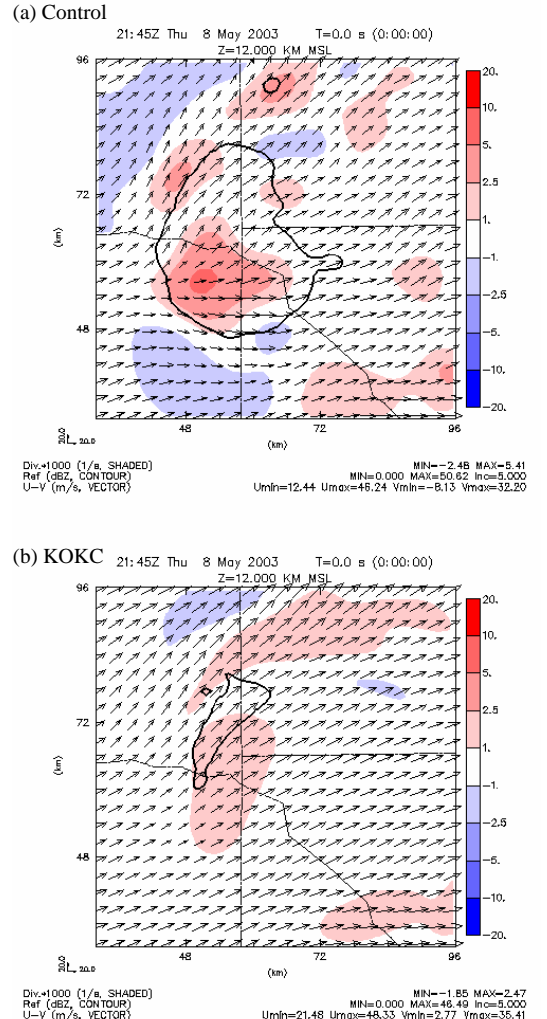 (a) Control
21:45Z Thu 8 May 2003 T=0.0 s (0:00:00)
Z=12.000 KM MSL
96
72
48
(km)
48 72 96
(km)
20.
10.
5.
2.5
1.
-1.
-2.5
-5.
-10.
-20.
20.0
20.0
Div*1000 (1/s, SHADED) MIN=-2.48 MAX=5.41
Ref (dBZ, CONTOUR) MIN=0.000 MAX=50.62 Inc=5.000
U-V (m/s, VECTOR) Umin=12.44 Umax=46.24 Vmin=-8.13 Vmax=32.20
(b) KOKC
21:45Z Thu 8 May 2003 T=0.0 s (0:00:00)
Z=12.000 KM MSL
96
72
48
(km)
48 72 96
(km)
20.
10.
5.
2.5
1.
-1.
-2.5
-5.
-10.
-20.
20.0
20.0
Div*1000 (1/s, SHADED) MIN=-1.85 MAX=2.47
Ref (dBZ, CONTOUR) MIN=0.000 MAX=46.49 Inc=5.000
U-V (m/s, VECTOR) Umin=21.48 Umax=48.33 Vmin=2.77 Vmax=35.41